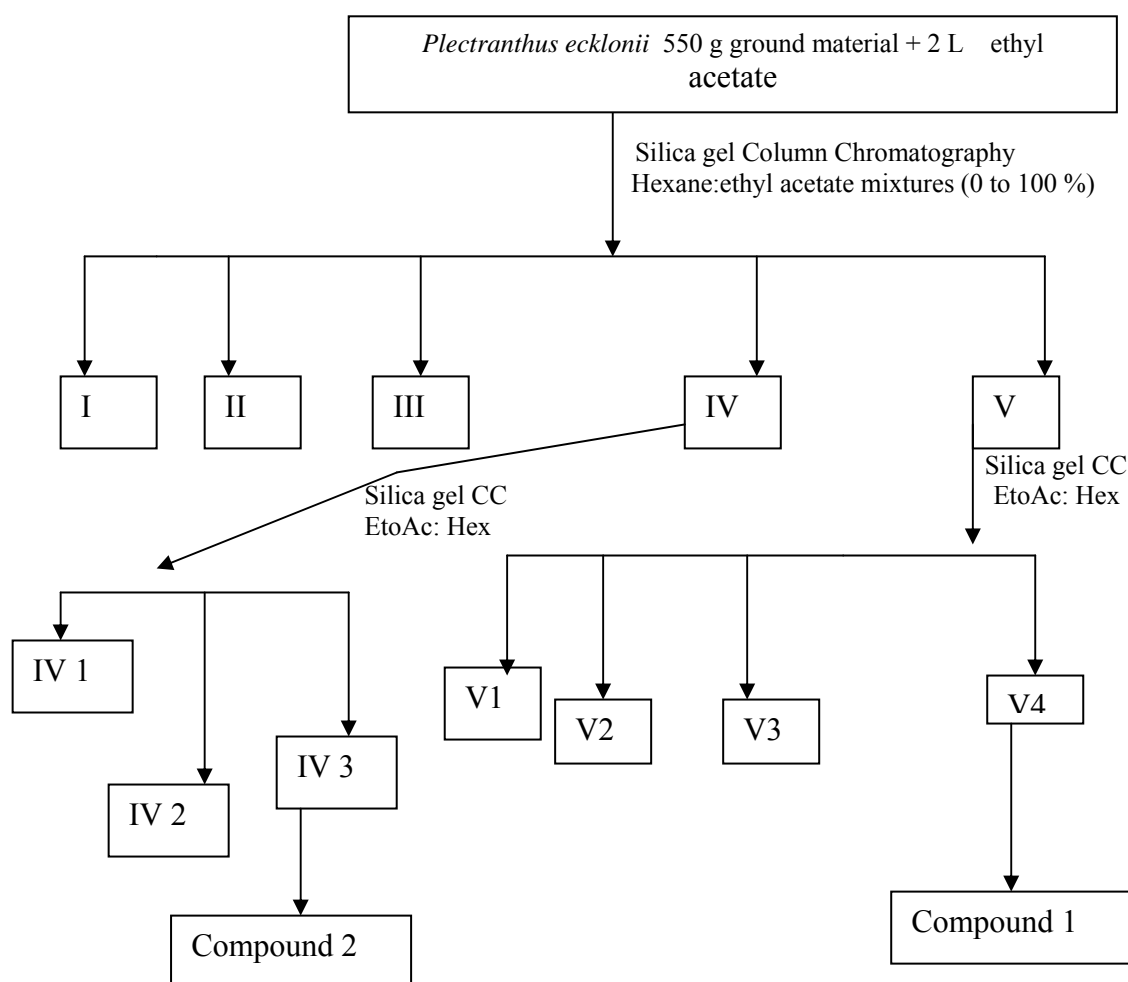 Plectranthus ecklonii 550 g ground material + 2 L ethyl
acetate
Silica gel Column Chromatography
Hexane:ethyl acetate mixtures (0 to 100 %)
I
II
III
IV
V
Silica gel CC
EtoAc: Hex
Silica gel CC
EtoAc: Hex
IV 1
IV 2
IV 3
V1
V2
V3
V4
Compound 2
Compound 1